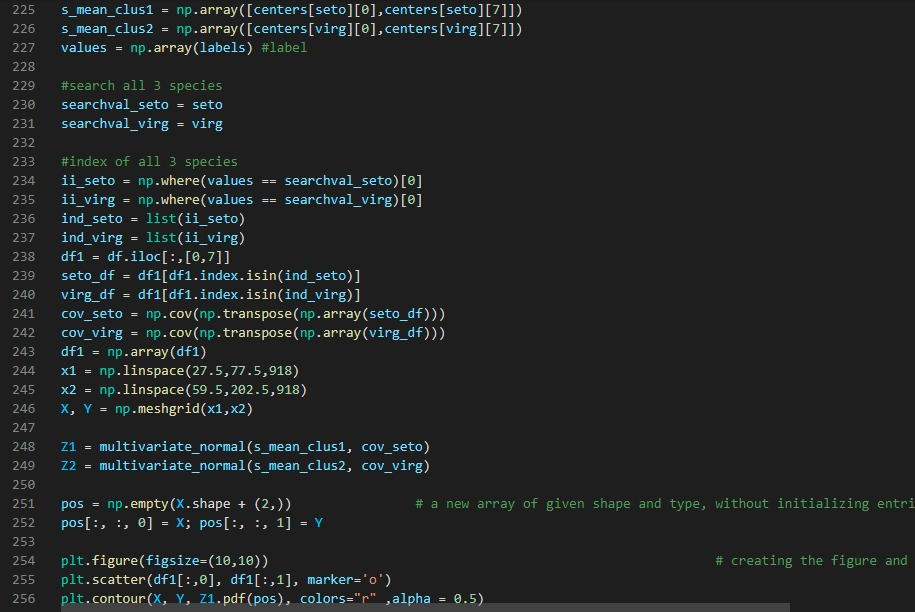 225 s_mean_clus1 = np.array([centers[seto][0],centers[seto][7]])
226 s_mean_clus2 = np.array([centers[virg][0],centers[virg][7]])
227 values = np.array(labels) #label
228
229 #search all 3 species
230 searchval_seto = seto
231 searchval_virg = virg
232
233 #index of all 3 species
234 ii_seto = np.where(values == searchval_seto)[0]
235 ii_virg = np.where(values == searchval_virg)[0]
236 ind_seto = list(ii_seto)
237 ind_virg = list(ii_virg)
238 df1 = df.iloc[:,[0,7]]
239 seto_df = df1[df1.index.isin(ind_seto)]
240 virg_df = df1[df1.index.isin(ind_virg)]
241 cov_seto = np.cov(np.transpose(np.array(seto_df)))
242 cov_virg = np.cov(np.transpose(np.array(virg_df)))
243 df1 = np.array(df1)
244 x1 = np.linspace(27.5,77.5,918)
245 x2 = np.linspace(59.5,202.5,918)
246 X, Y = np.meshgrid(x1,x2)
247
248 Z1 = multivariate_normal(s_mean_clus1, cov_seto)
249 Z2 = multivariate_normal(s_mean_clus2, cov_virg)
250
251 pos = np.empty(X.shape + (2,)) # a new array of given shape and type, without initializing entri
252 pos[:, :, 0] = X; pos[:, :, 1] = Y
253
254 plt.figure(figsize=(10,10)) # creating the figure and
255 plt.scatter(df1[:,0], df1[:,1], marker='o')
256 plt.contour(X, Y, Z1.pdf(pos), colors="r" ,alpha = 0.5)